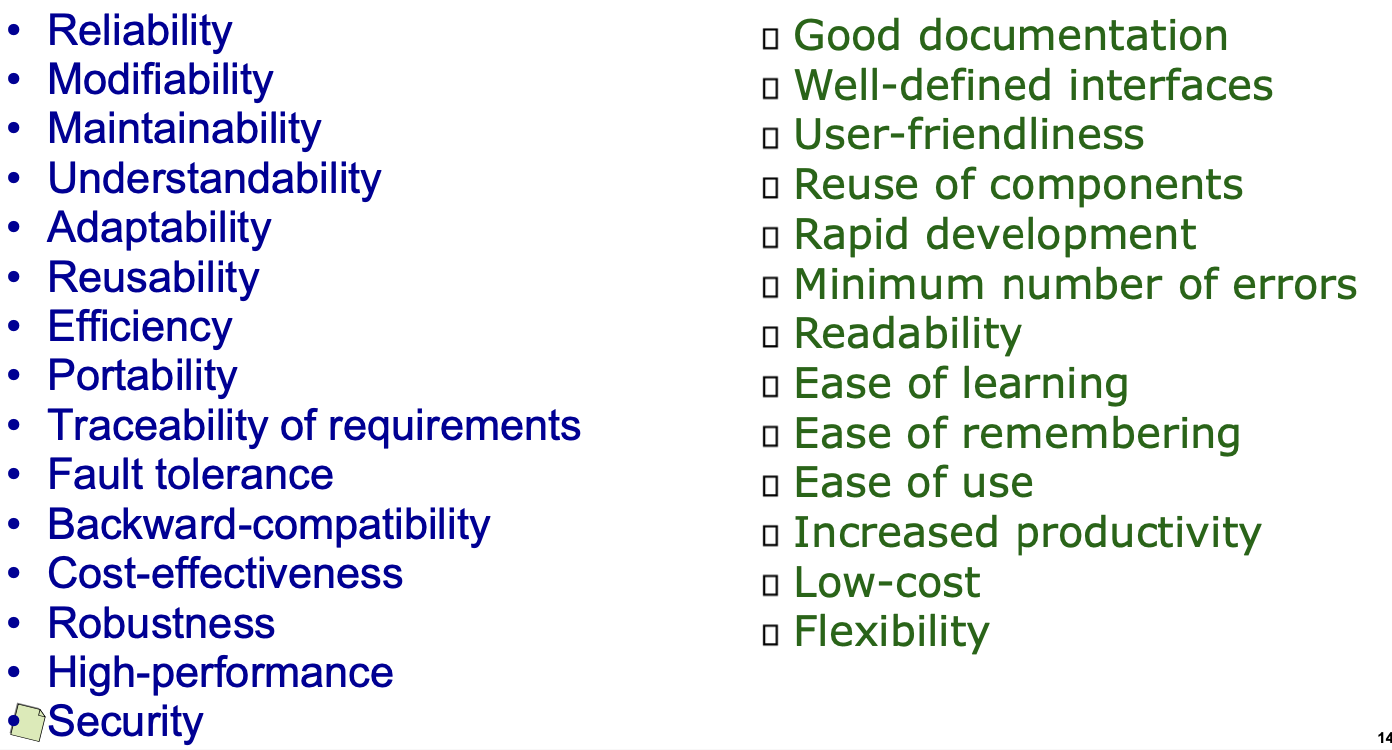 • Reliability
• Modifiability
• Maintainability
• Understandability
• Adaptability
• Reusability
• Efficiency
• Portability
• Traceability of requirements
• Fault tolerance
• Backward-compatibility
• Cost-effectiveness
• Robustness
• High-performance
• Security
▯ Good documentation
▯ Well-defined interfaces
▯ User-friendliness
▯ Reuse of components
▯ Rapid development
▯ Minimum number of errors
▯ Readability
▯ Ease of learning
▯ Ease of remembering
▯ Ease of use
▯ Increased productivity
▯ Low-cost
▯ Flexibility
14